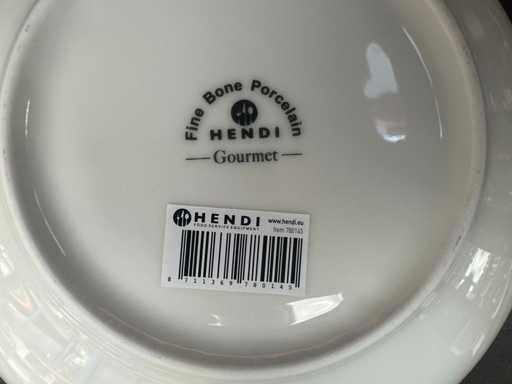 Fine Bone Porcelain
HENDI
Gourmet
HENDI
FOOD SERVICE EQUIPMENT
www.hendi.eu
Item 780145
8 711369 780145